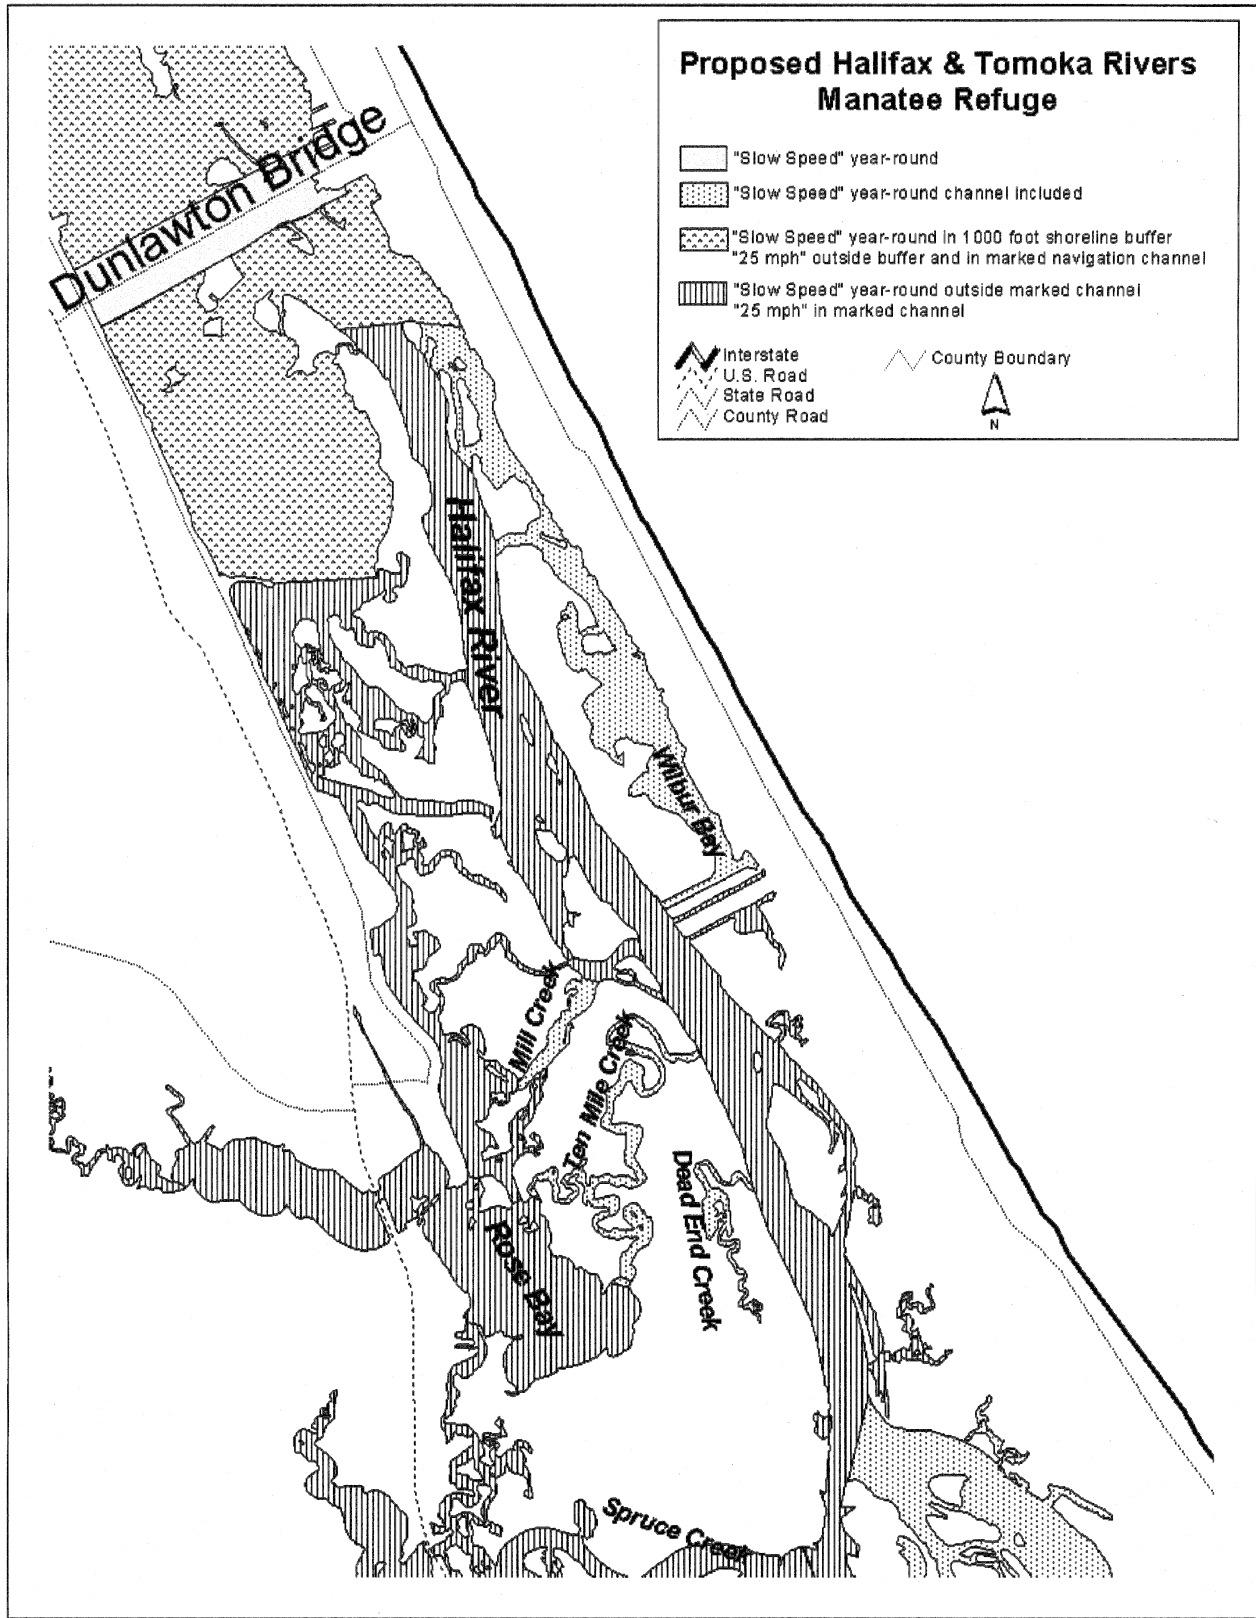 Proposed Halifax & Tomoka Rivers
Manatee Refuge
"Slow Speed" year-round
"Slow Speed" year-round channel included
"Slow Speed" year-round in 1000 foot shoreline buffer
"25 mph" outside buffer and in marked navigation channel
"Slow Speed" year-round outside marked channel
"25 mph" in marked channel
Interstate
U.S. Road
State Road
County Road
County Boundary
N
Dunlawton Bridge
Halifax River
Wilbur Bay
Mill Creek
Ten Mile Creek
Dead End Creek
Rose Bay
Spruce Creek